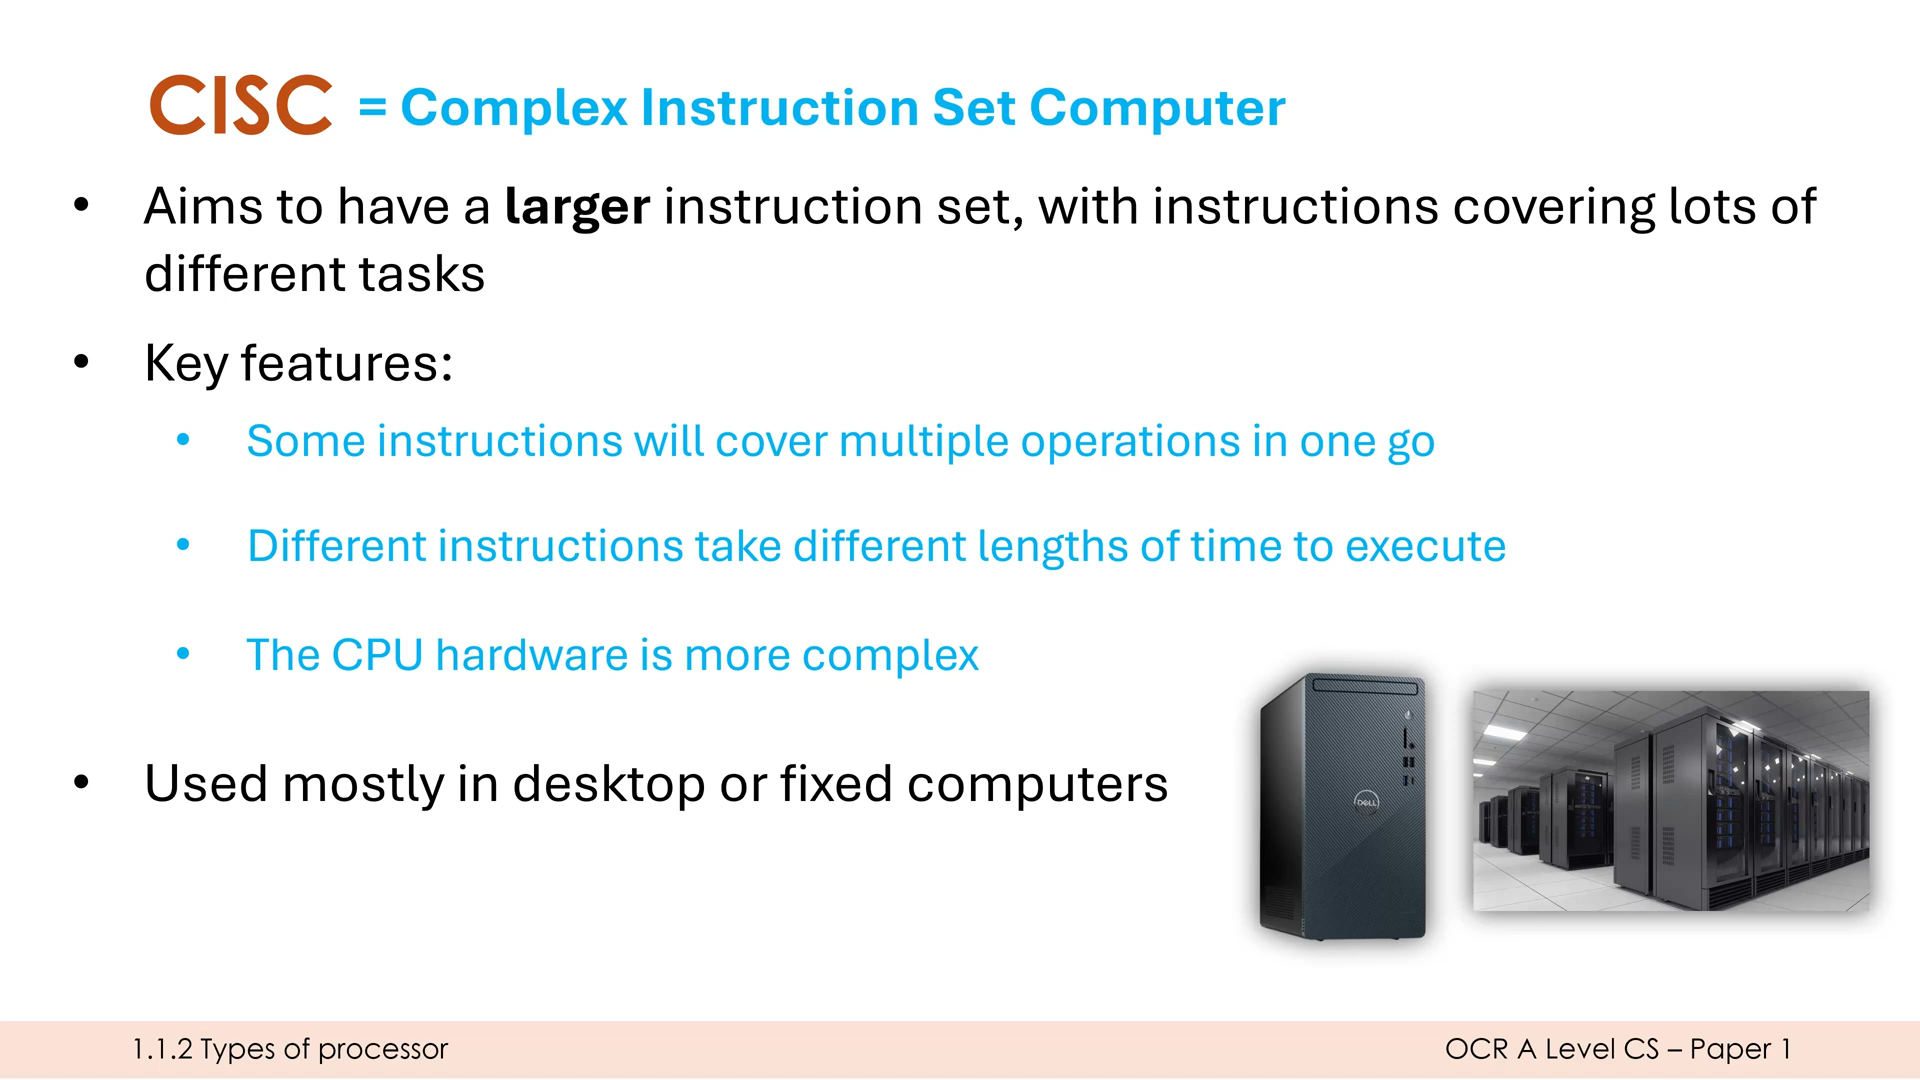 CISC = Complex Instruction Set Computer
• Aims to have a larger instruction set, with instructions covering lots of
different tasks
• Key features:
• Some instructions will cover multiple operations in one go
• Different instructions take different lengths of time to execute
• The CPU hardware is more complex
• Used mostly in desktop or fixed computers
DELL
1.1.2 Types of processor
OCR A Level CS – Paper 1